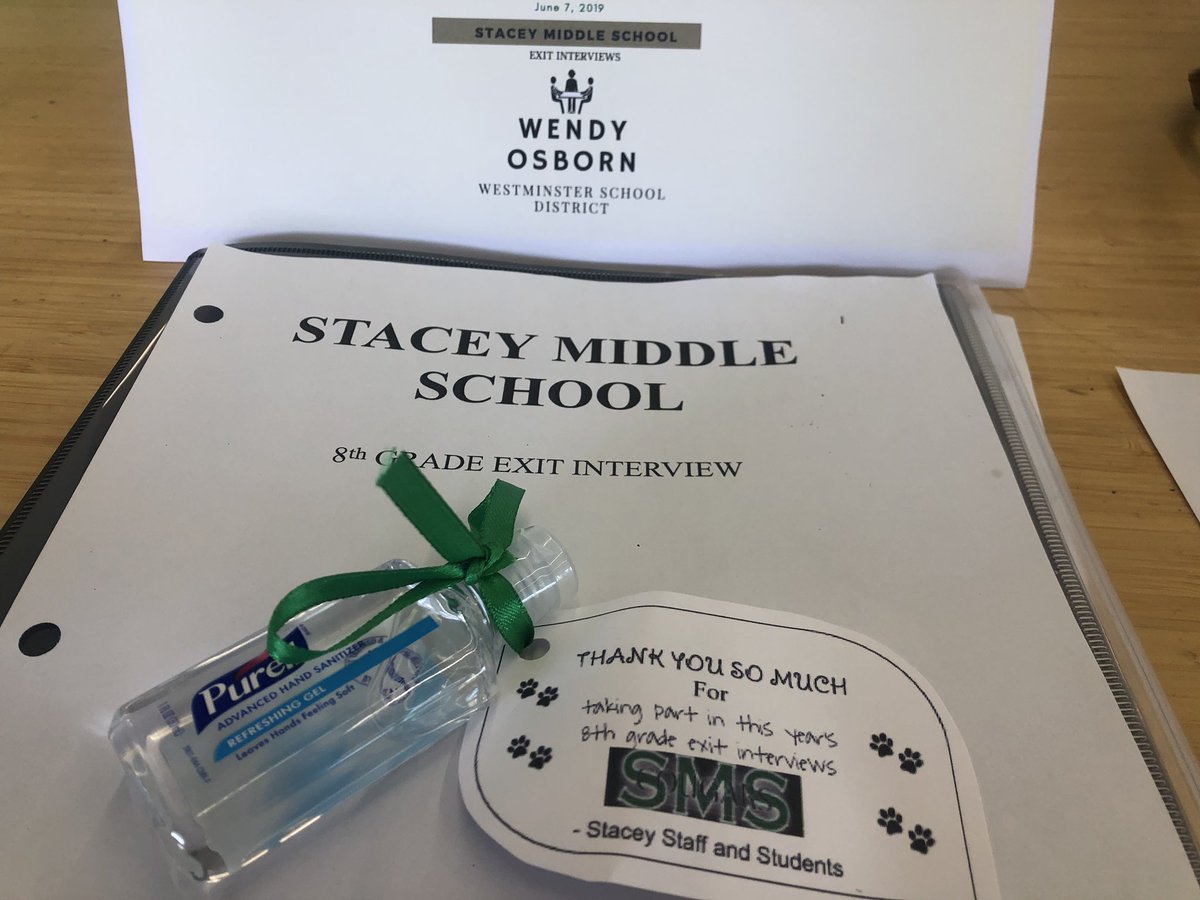 June 7, 2019
STACEY MIDDLE SCHOOL
EXIT INTERVIEWS
WENDY
OSBORN
WESTMINSTER SCHOOL
DISTRICT
STACEY MIDDLE
SCHOOL
8th GRADE EXIT INTERVIEW
Purell
ADVANCED HAND SANITIZER
REFRESHING GEL
Leaves Hands Feeling Soft
THANK YOU SO MUCH
For
taking part in this years
8th grade exit interviews
SMS
- Stacey Staff and Students